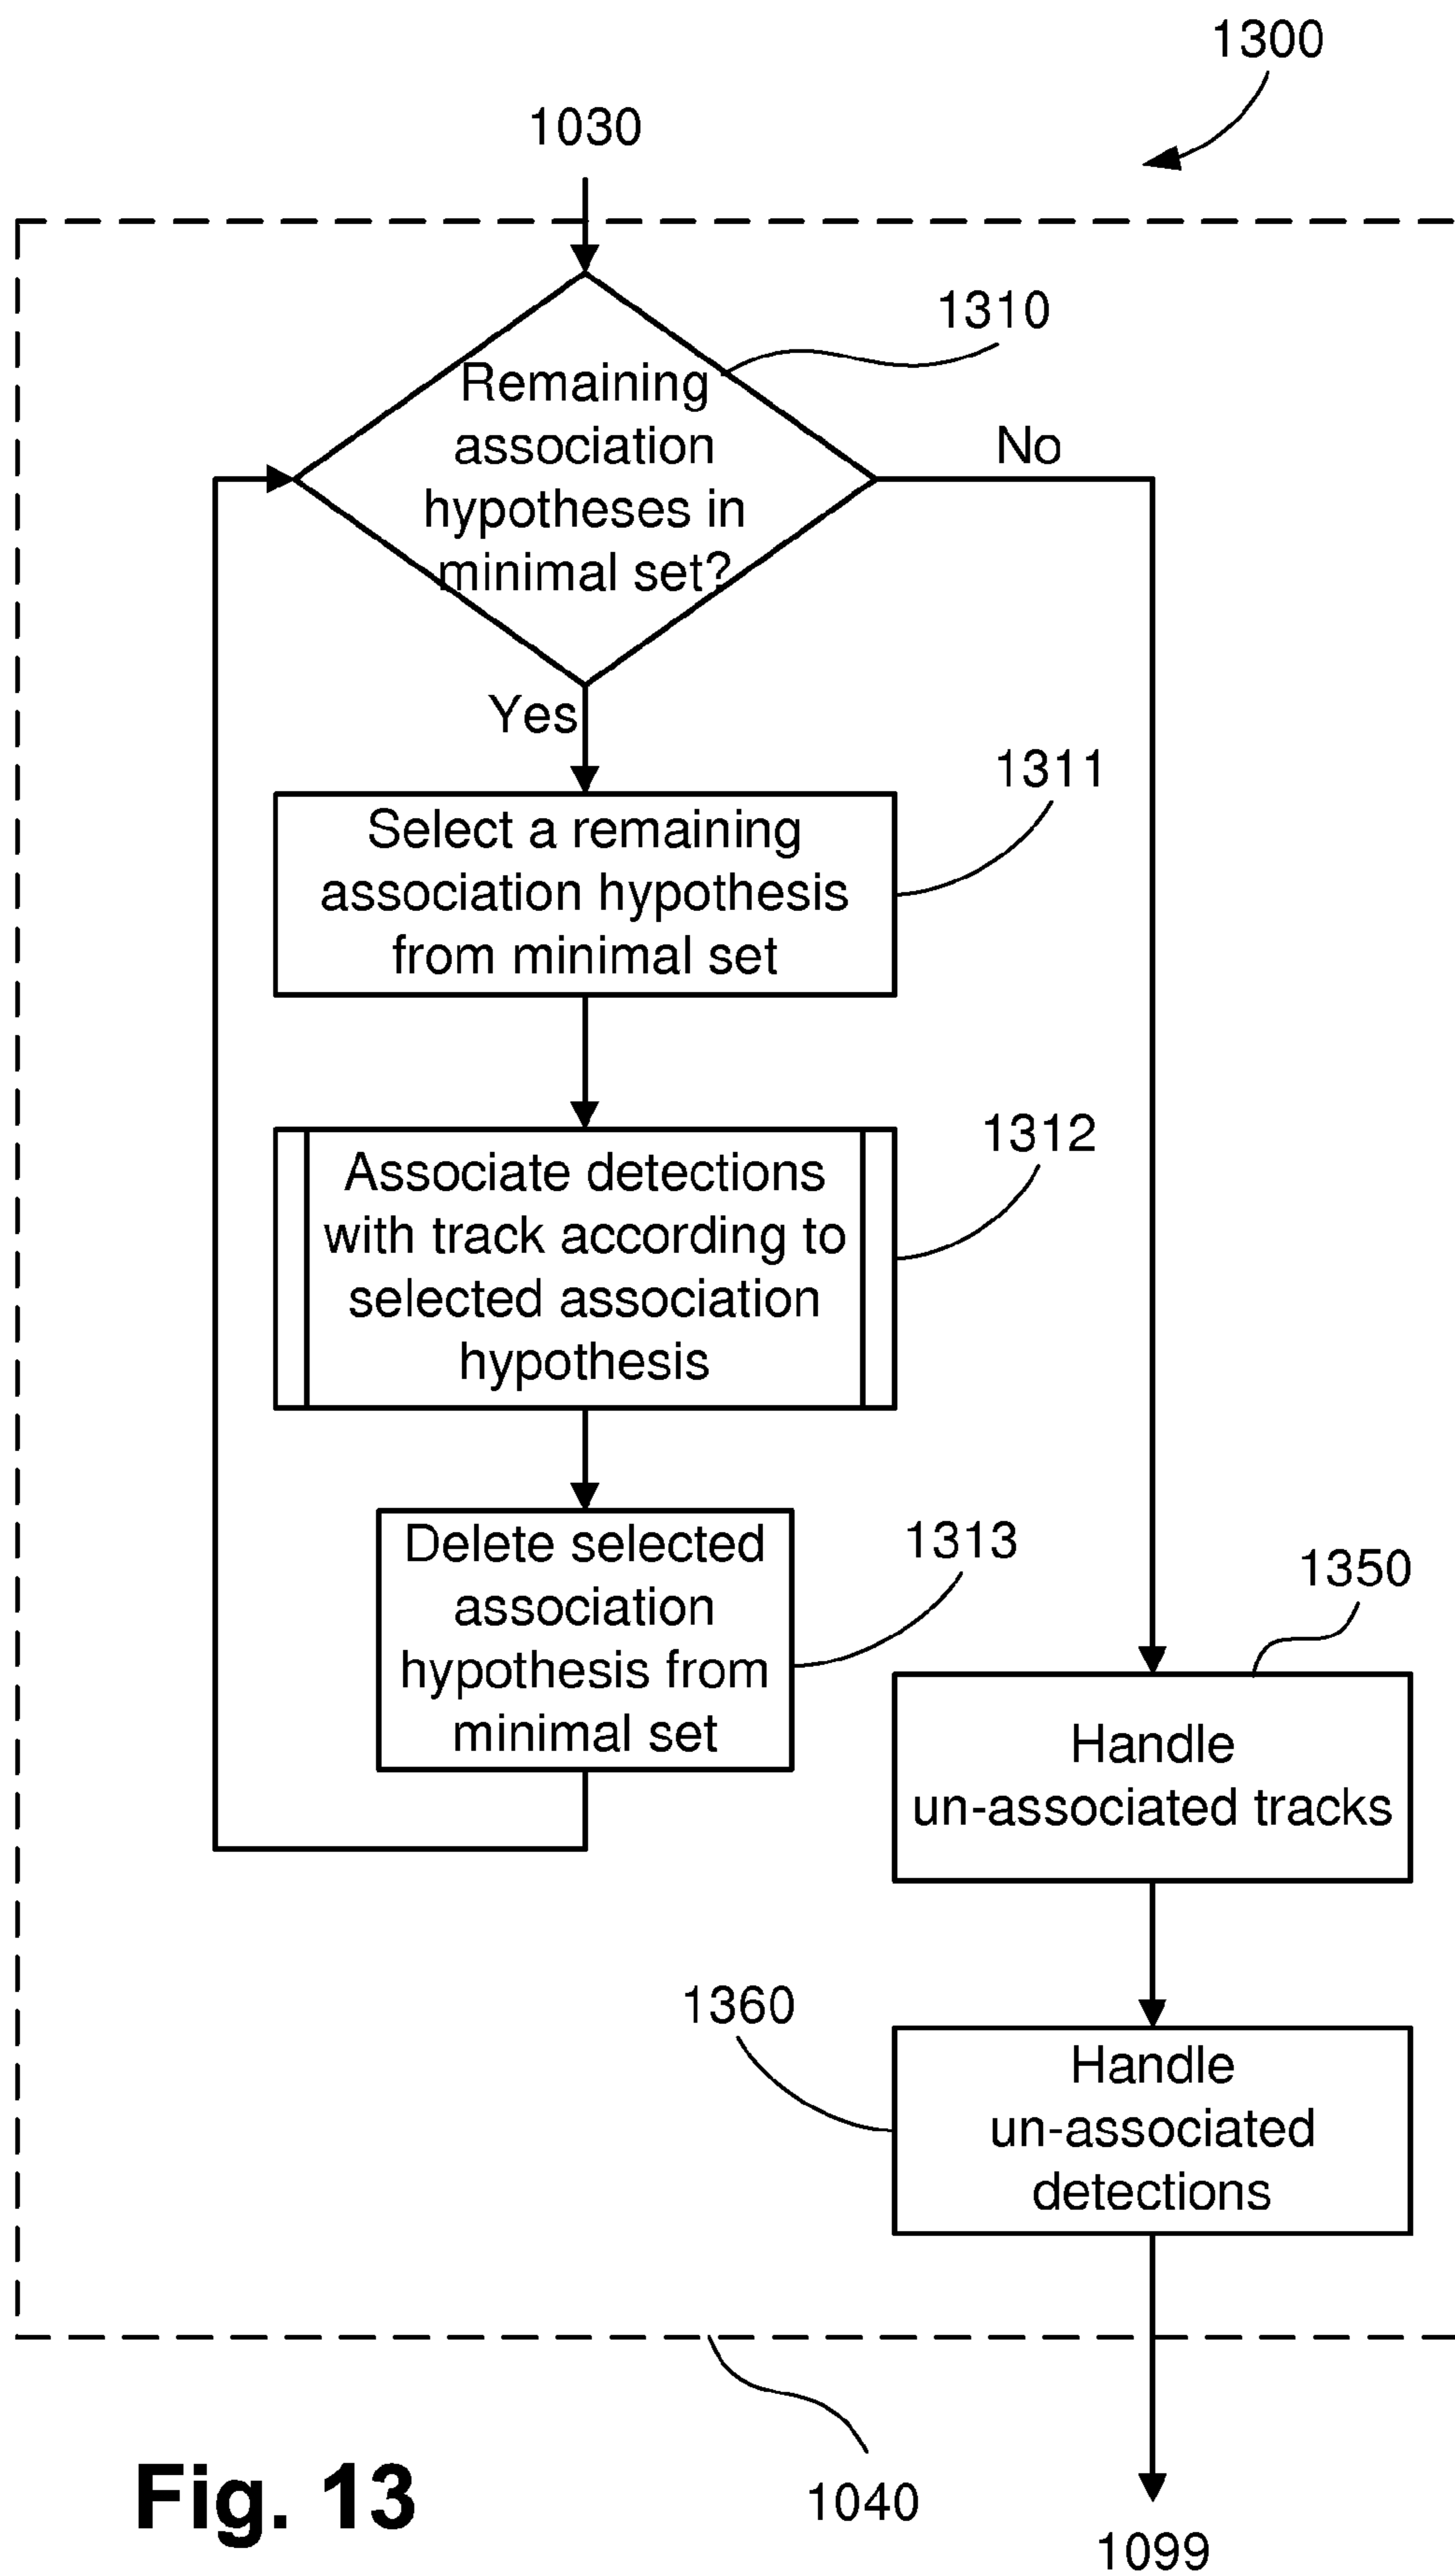 1300
1030
1310
Remaining
association
hypotheses in
minimal set?
No
Yes
1311
Select a remaining
association hypothesis
from minimal set
1312
Associate detections
with track according to
selected association
hypothesis
1313
Delete selected
association
hypothesis from
minimal set
1350
Handle
un-associated tracks
1360
Handle
un-associated
detections
1040
1099
Fig. 13